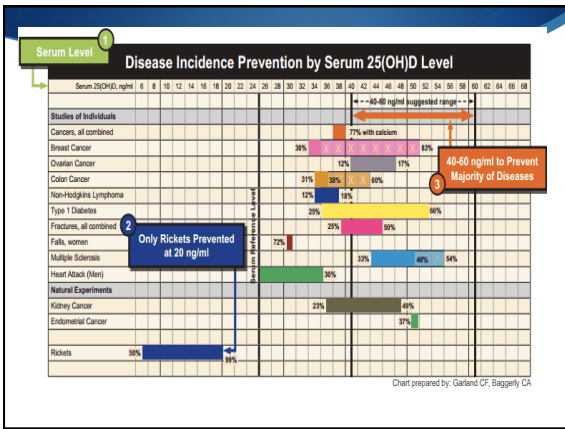 Serum Level
1
Disease Incidence Prevention by Serum 25(OH)D Level
Serum 25(OH)D, ng/ml 6 8 10 12 14 16 18 20 22 24 26 28 30 32 34 36 38 40 42 44 46 48 50 52 54 56 58 60 62 64 66 68
40-60 ng/ml suggested range
Studies of Individuals
Cancers, all combined 77% with calcium
Breast Cancer 30% X X X X X X X X 83%
Ovarian Cancer 12% 17%
Colon Cancer 31% 38% X X 60%
Non-Hodgkins Lymphoma 12% 18%
Type 1 Diabetes 25% 66%
Fractures, all combined 25% 50%
Falls, women 72%
Multiple Sclerosis 33% 46% 54%
Heart Attack (Men) 30%
Natural Experiments
Kidney Cancer 23% 49%
Endometrial Cancer 37%
Rickets 50% 99%
Serum Reference Level
2
Only Rickets Prevented
at 20 ng/ml
40-60 ng/ml to Prevent
Majority of Diseases
3
Chart prepared by: Garland CF, Baggerly CA